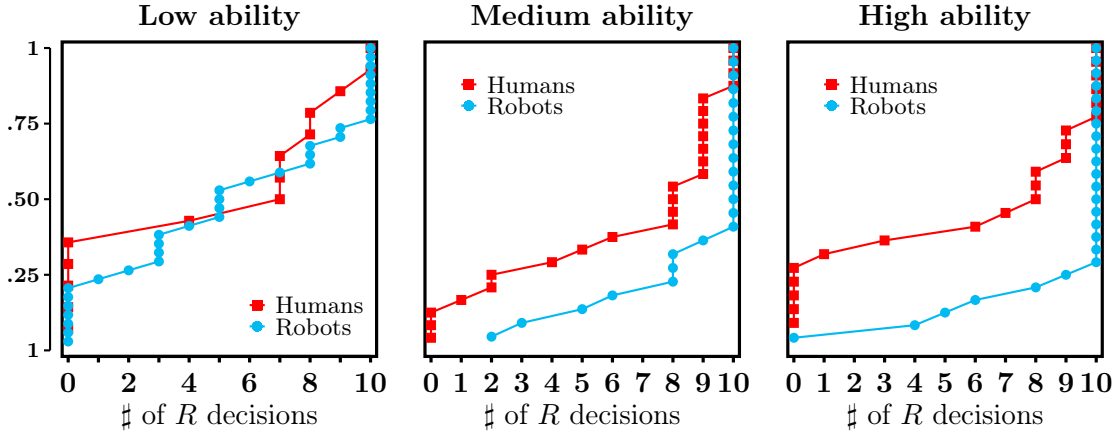 Low ability
Medium ability
High ability
1
.75
.50
.25
1
Humans
Robots
0 2 4 6 8 10
♯ of R decisions
Humans
Robots
0 1 2 3 4 5 6 7 8 9 10
♯ of R decisions
Humans
Robots
0 1 2 3 4 5 6 7 8 9 10
♯ of R decisions